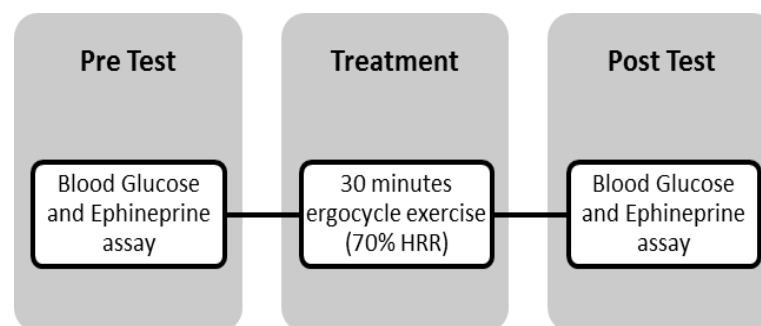 Pre Test
Blood Glucose
and Ephineprine
assay
Treatment
30 minutes
ergocycle exercise
(70% HRR)
Post Test
Blood Glucose
and Ephineprine
assay